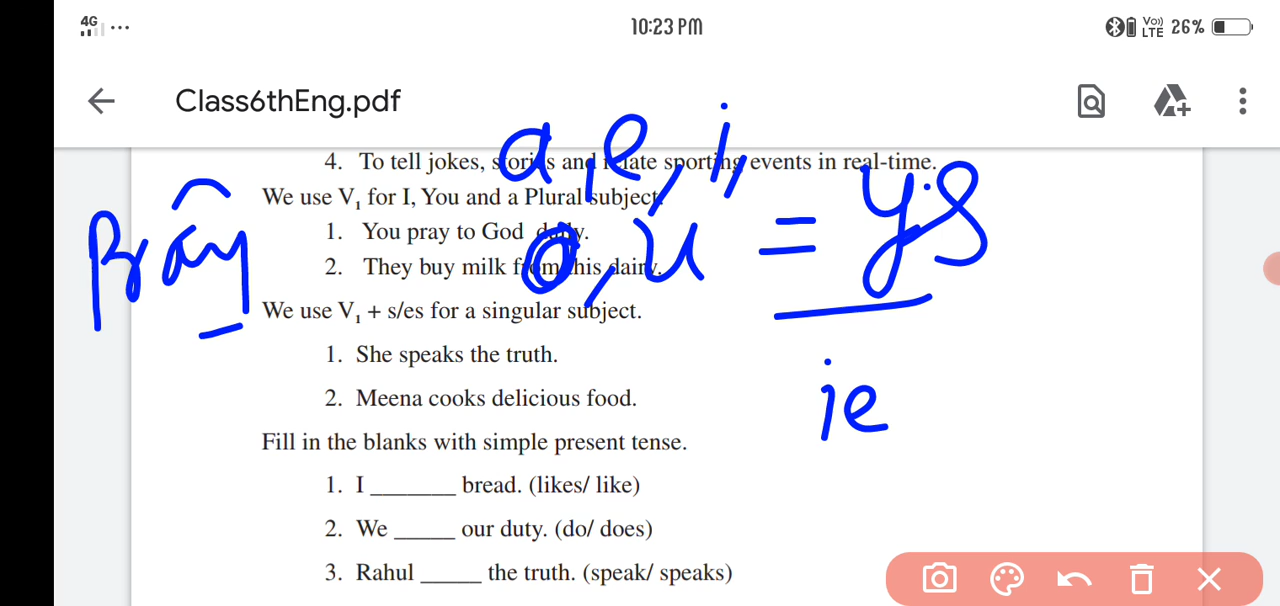 4G 10:23 PM Vo)) LTE 26%
Class6thEng.pdf
4. To tell jokes, stories and relate sporting events in real-time.
a, e, i,
We use V₁ for I, You and a Plural subject.
pray
1. You pray to God daily.
o, u = ys
2. They buy milk from this dairy.
We use V₁ + s/es for a singular subject.
1. She speaks the truth.
2. Meena cooks delicious food.
ie
Fill in the blanks with simple present tense.
1. I ________ bread. (likes/ like)
2. We ______ our duty. (do/ does)
3. Rahul ______ the truth. (speak/ speaks)